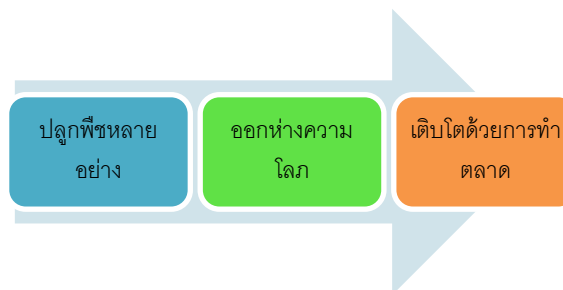 ปลูกพืชหลาย
อย่าง
ออกห่างความ
โลภ
เติบโตด้วยการทำ
ตลาด